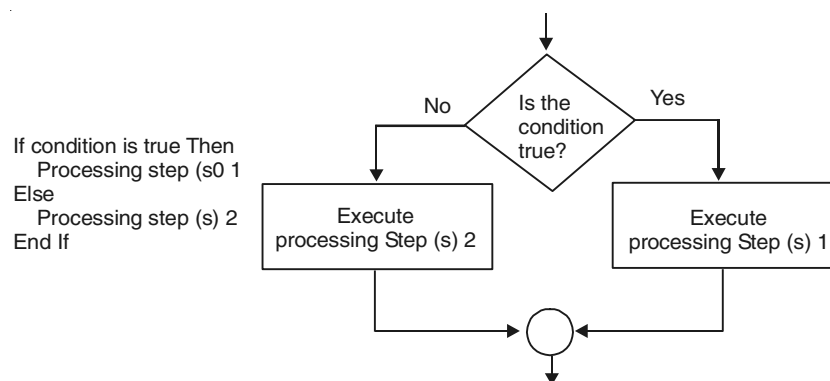 If condition is true Then
Processing step (s0 1
Else
Processing step (s) 2
End If
No
Is the
condition
true?
Yes
Execute
processing Step (s) 2
Execute
processing Step (s) 1